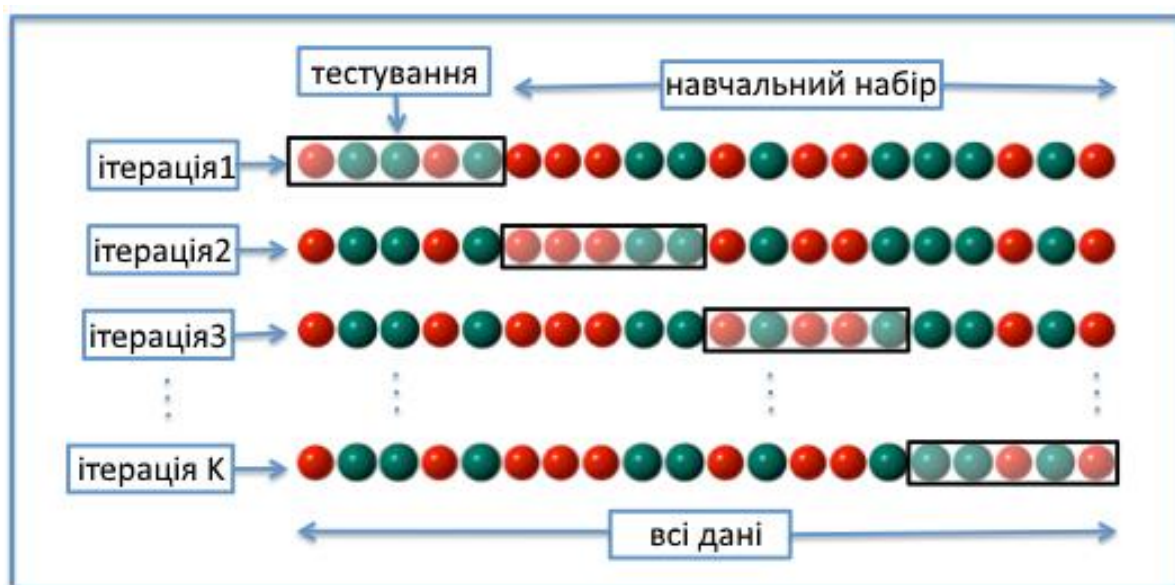 тестування
навчальний набір
ітерація1
ітерація2
ітерація3
ітерація К
всі дані